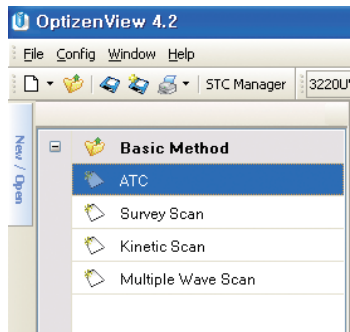 OptizenView 4.2
File Config Window Help
STC Manager 3220U
New / Open
Basic Method
ATC
Survey Scan
Kinetic Scan
Multiple Wave Scan